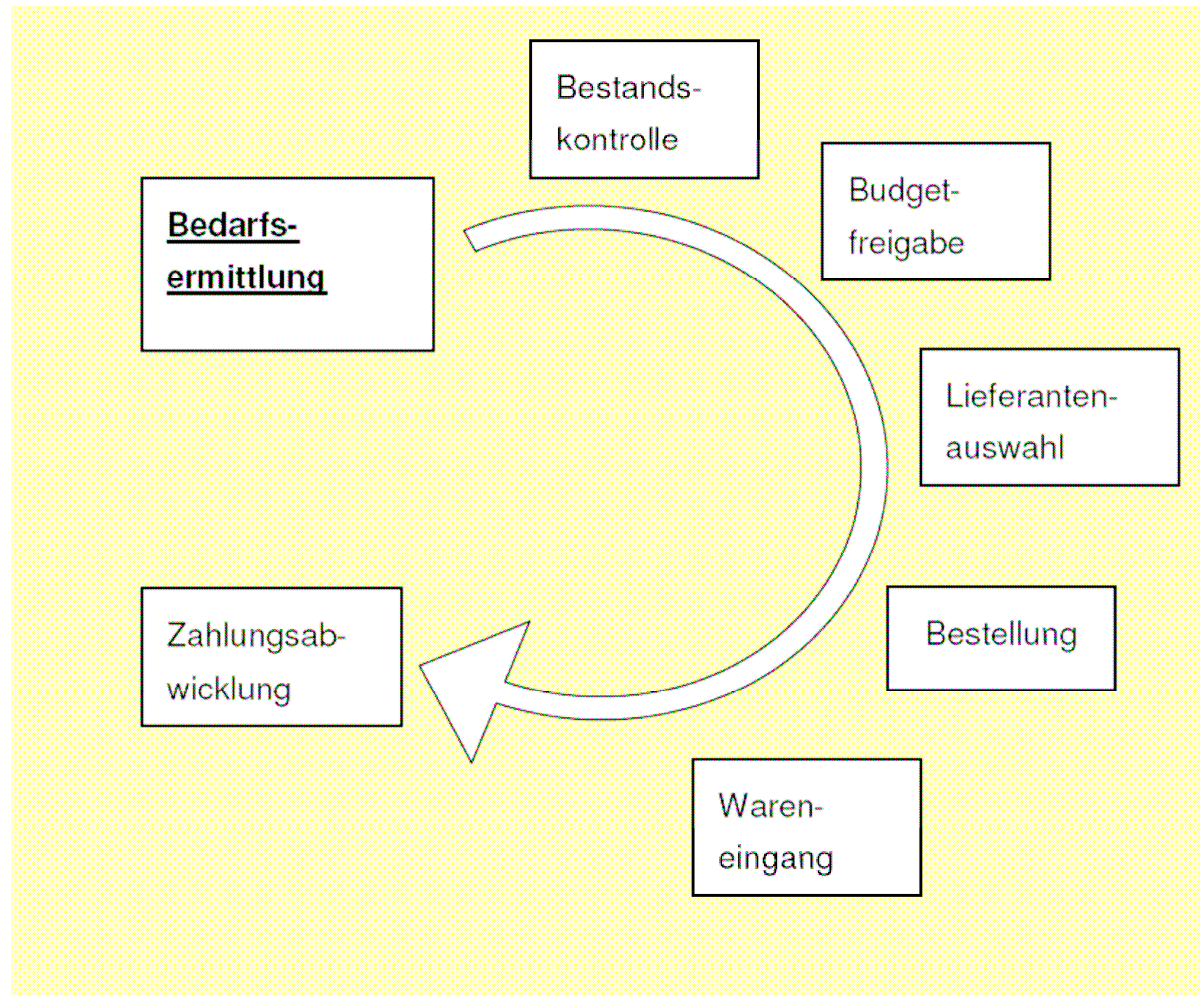 Bestands-
kontrolle
Budget-
freigabe
Bedarfs-
ermittlung
Lieferanten-
auswahl
Zahlungsab-
wicklung
Bestellung
Waren-
eingang